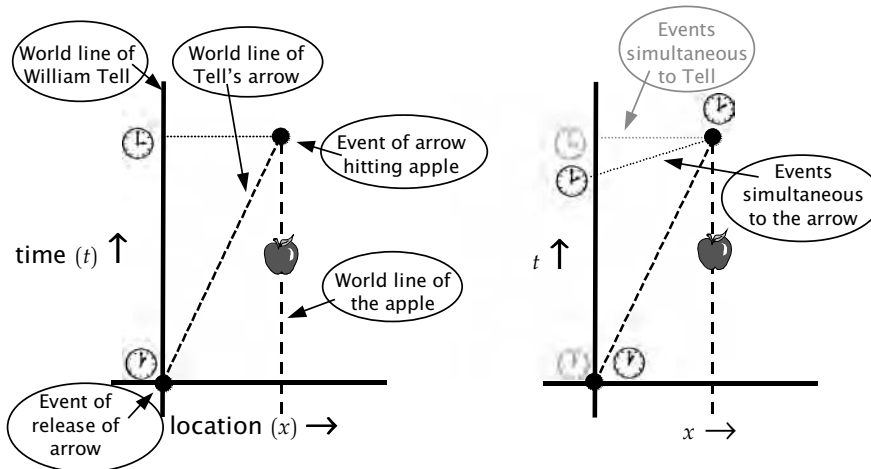 World line of
William Tell
World line of
Tell's arrow
Event of arrow
hitting apple
time (t) ↑
World line of
the apple
Event of
release of
arrow
location (x) →
Events
simultaneous
to Tell
Events
simultaneous
to the arrow
t ↑
x →